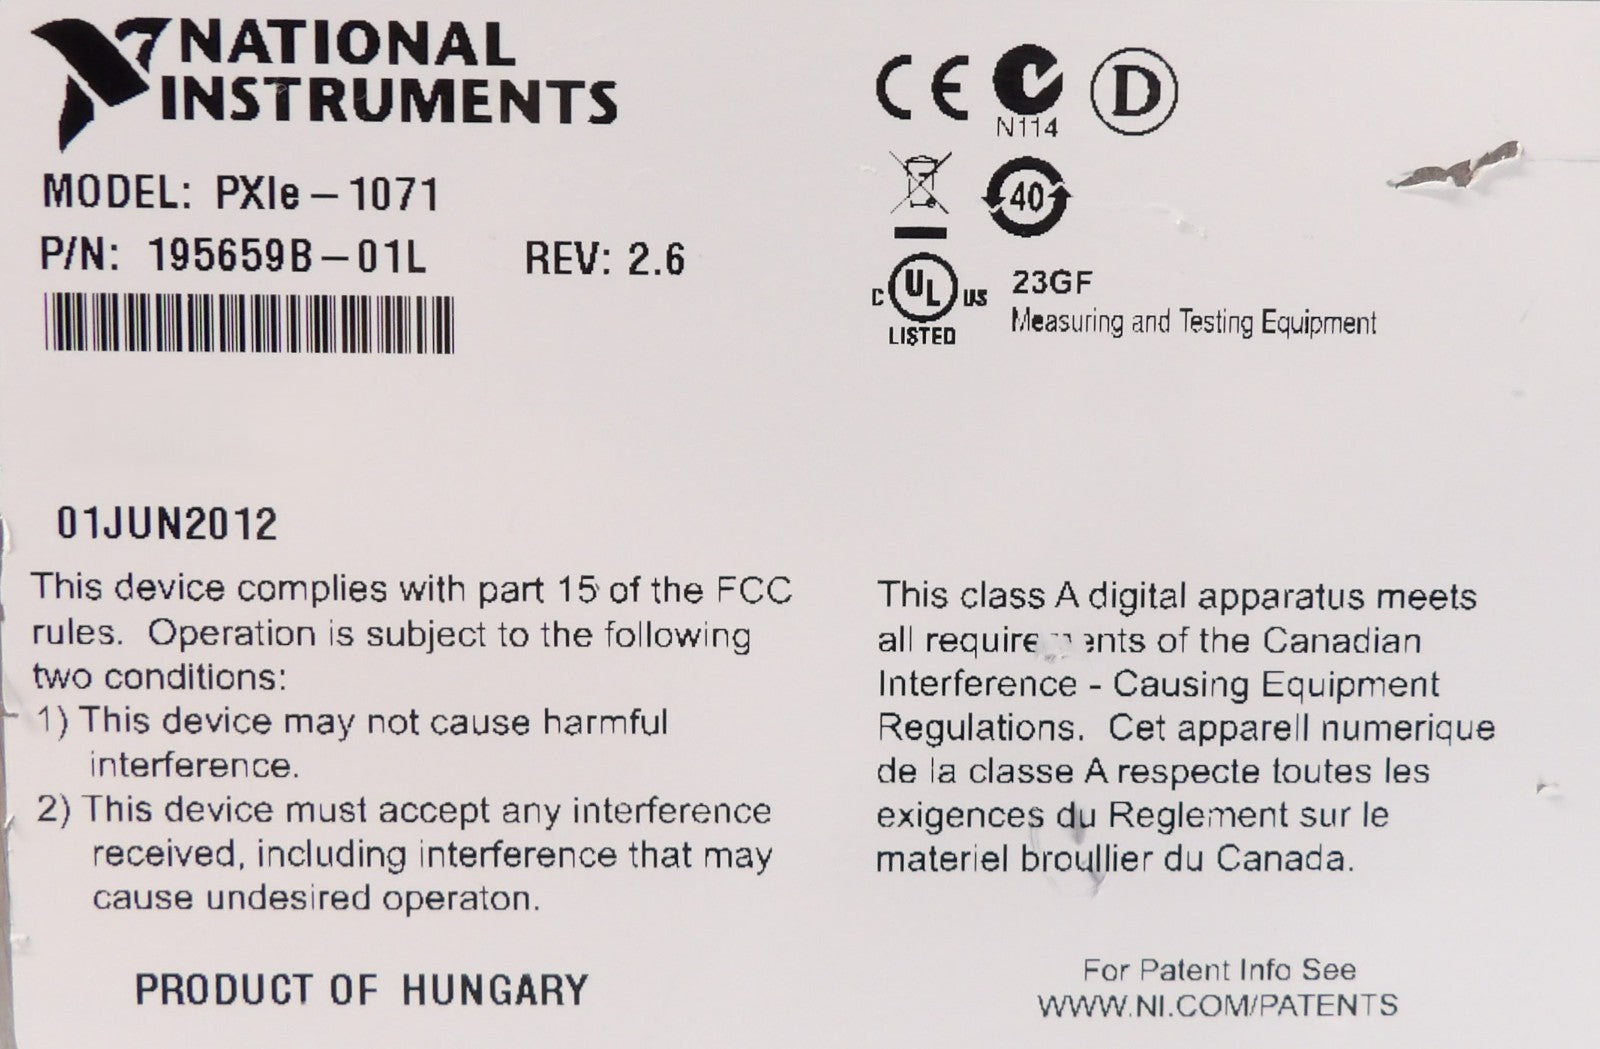 NATIONAL
INSTRUMENTS
MODEL: PXIe-1071
P/N: 195659B-01L REV: 2.6
01JUN2012
This device complies with part 15 of the FCC
rules. Operation is subject to the following
two conditions:
1) This device may not cause harmful
interference.
2) This device must accept any interference
received, including interference that may
cause undesired operaton.
PRODUCT OF HUNGARY
CE
N114
D
40
C UL US
LISTED
23GF
Measuring and Testing Equipment
This class A digital apparatus meets
all of the Canadian
Interference - Causing Equipment
Regulations. Cet apparell numerique
de la classe A respecte toutes les
exigences du Reglement sur le
materiel broullier du Canada.
For Patent Info See
WWW.NI.COM/PATENTS